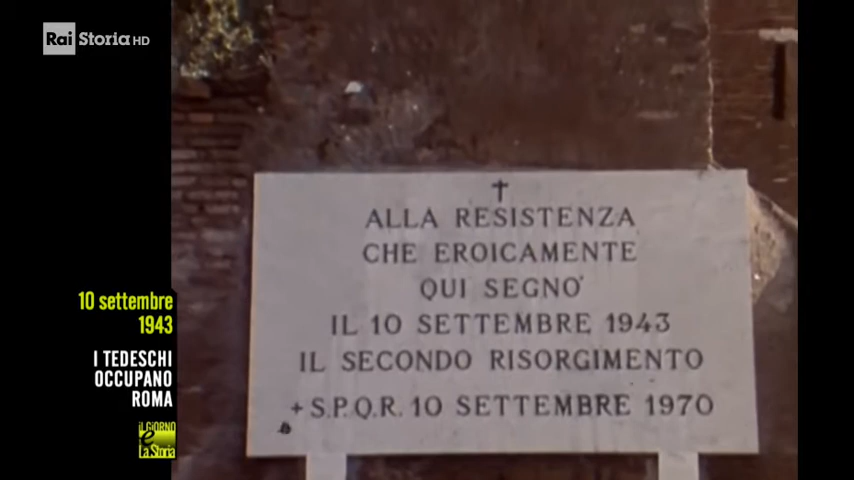 Rai Storia HD
ALLA RESISTENZA
CHE EROICAMENTE
QUI SEGNO'
IL 10 SETTEMBRE 1943
IL SECONDO RISORGIMENTO
+ S.P.Q.R. 10 SETTEMBRE 1970
10 settembre
1943
I TEDESCHI
OCCUPANO
ROMA
iL GiORNO
e
La Storia